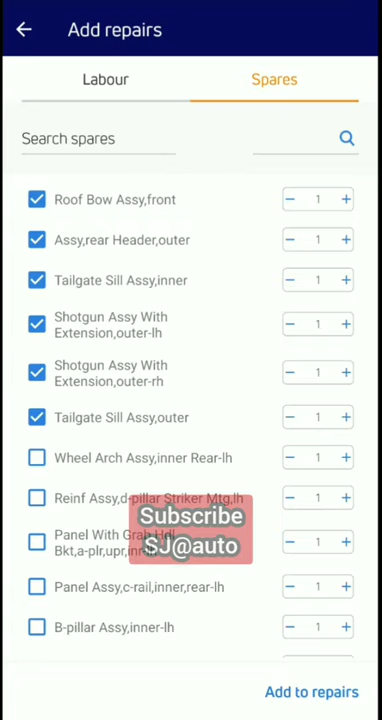 Add repairs
Labour
Spares
Search spares
Roof Bow Assy,front
1
Assy,rear Header,outer
1
Tailgate Sill Assy,inner
1
Shotgun Assy With
Extension,outer-lh
1
Shotgun Assy With
Extension,outer-rh
1
Tailgate Sill Assy,outer
1
Wheel Arch Assy,inner Rear-lh
1
Reinf Assy,d-pillar Striker Mtg,lh
1
Subscribe
SJ@auto
Panel With Grab Hdl
Bkt,a-plr,upr,inr-lh
1
Panel Assy,c-rail,inner,rear-lh
1
B-pillar Assy,inner-lh
1
Add to repairs